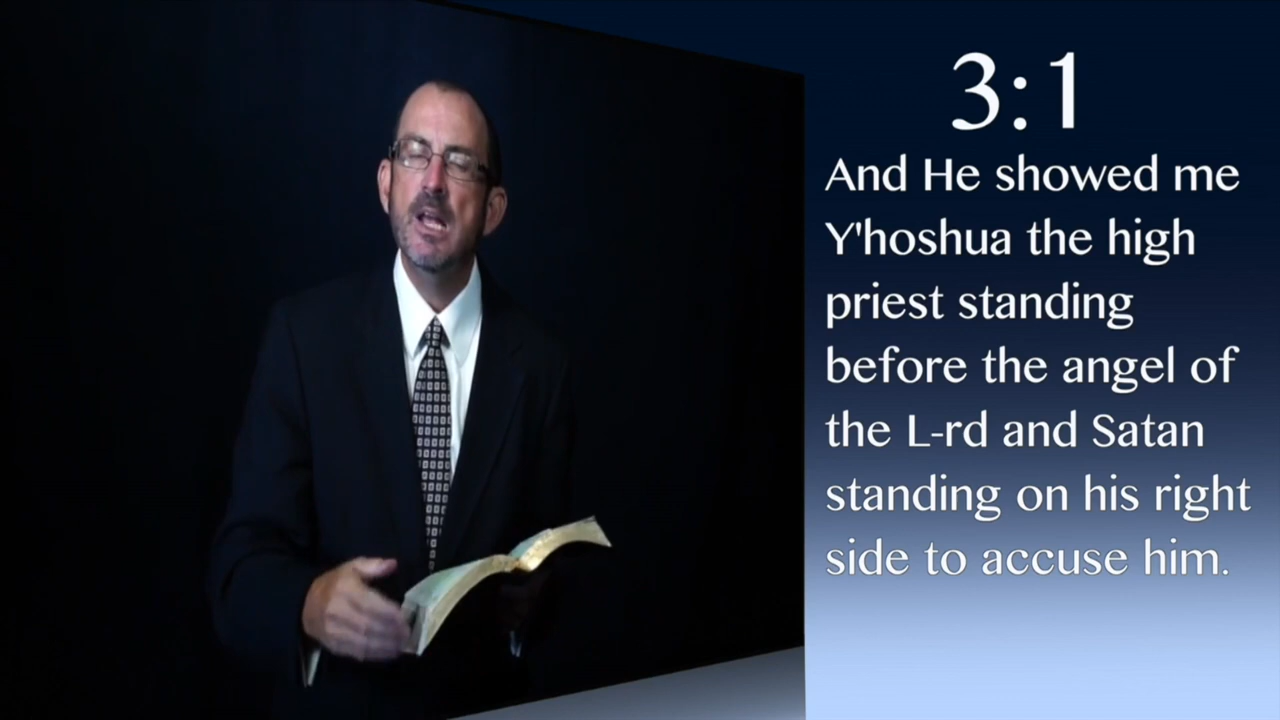 3:1
And He showed me
Y'hoshua the high
priest standing
before the angel of
the L-rd and Satan
standing on his right
side to accuse him.